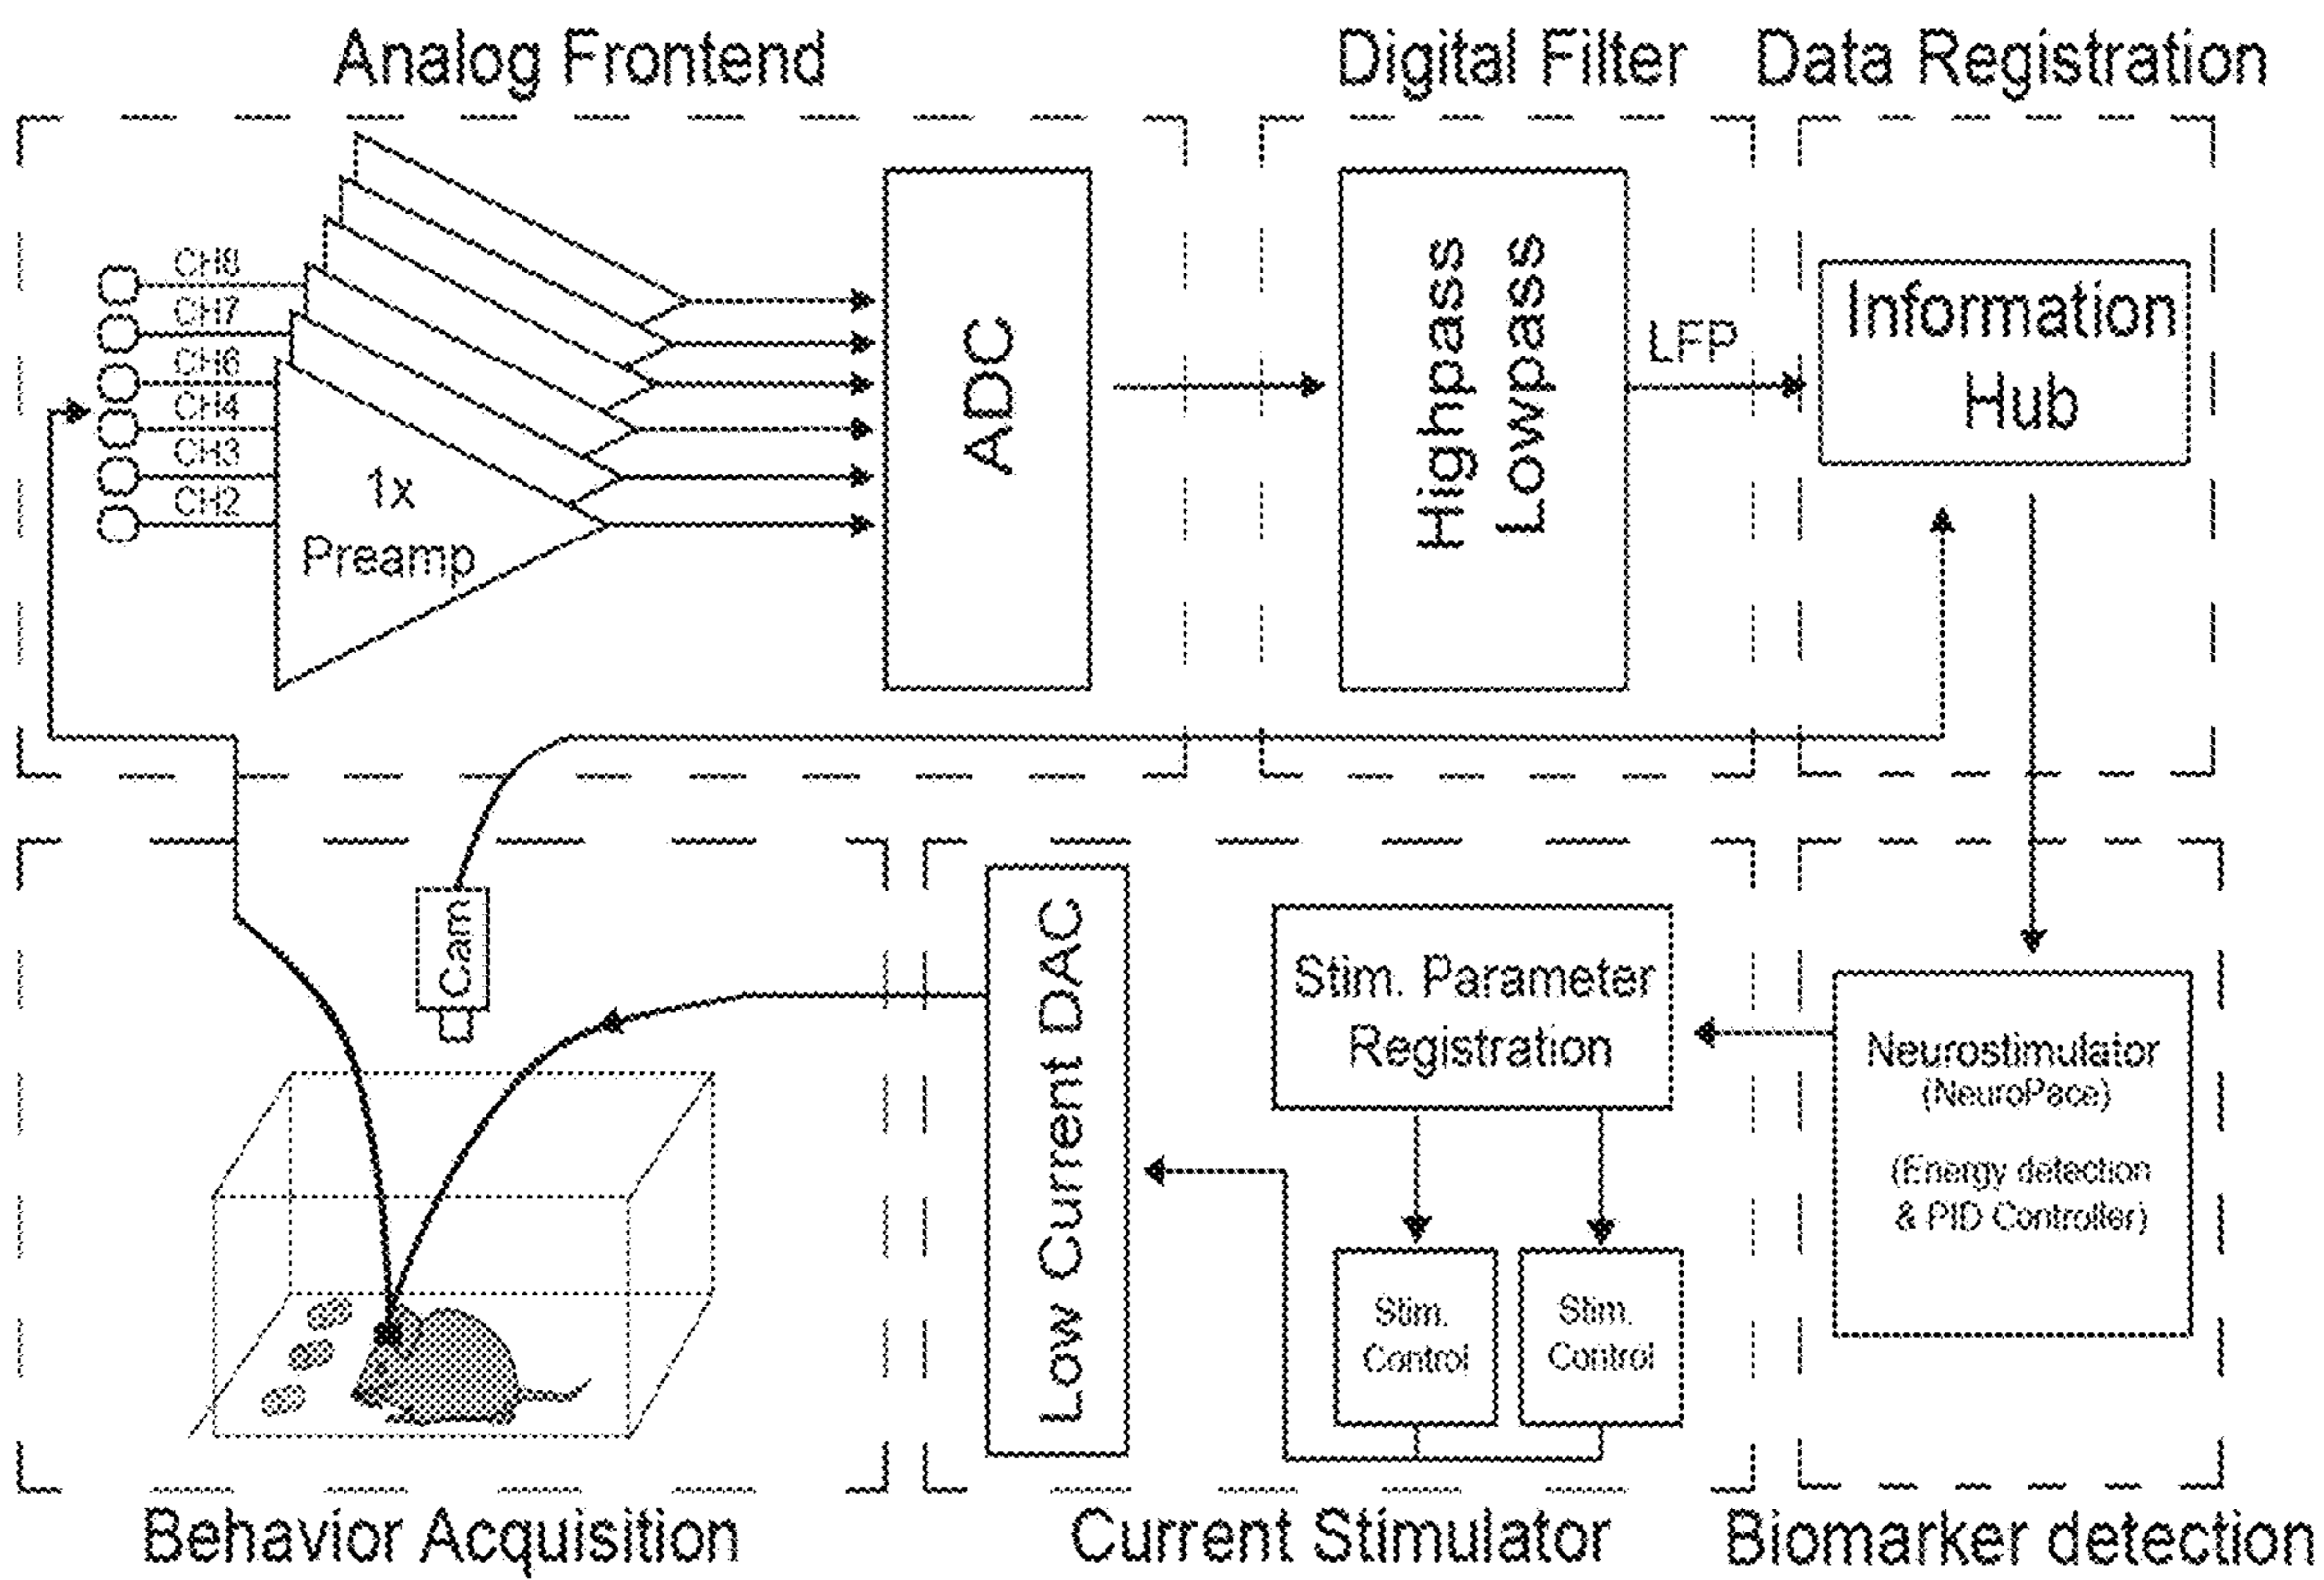 Analog Frontend
Digital Filter
Data Registration
CH8
CH7
CH6
CH4
CH3
CH2
1x
Preamp
ADC
Highpass
Lowpass
LFP
Information
Hub
Cam
Low Current DAC
Stim. Parameter
Registration
Stim.
Control
Stim.
Control
Neurostimulator
(NeuroPace)
(Energy detection
& PID Controller)
Behavior Acquisition
Current Stimulator
Biomarker detection